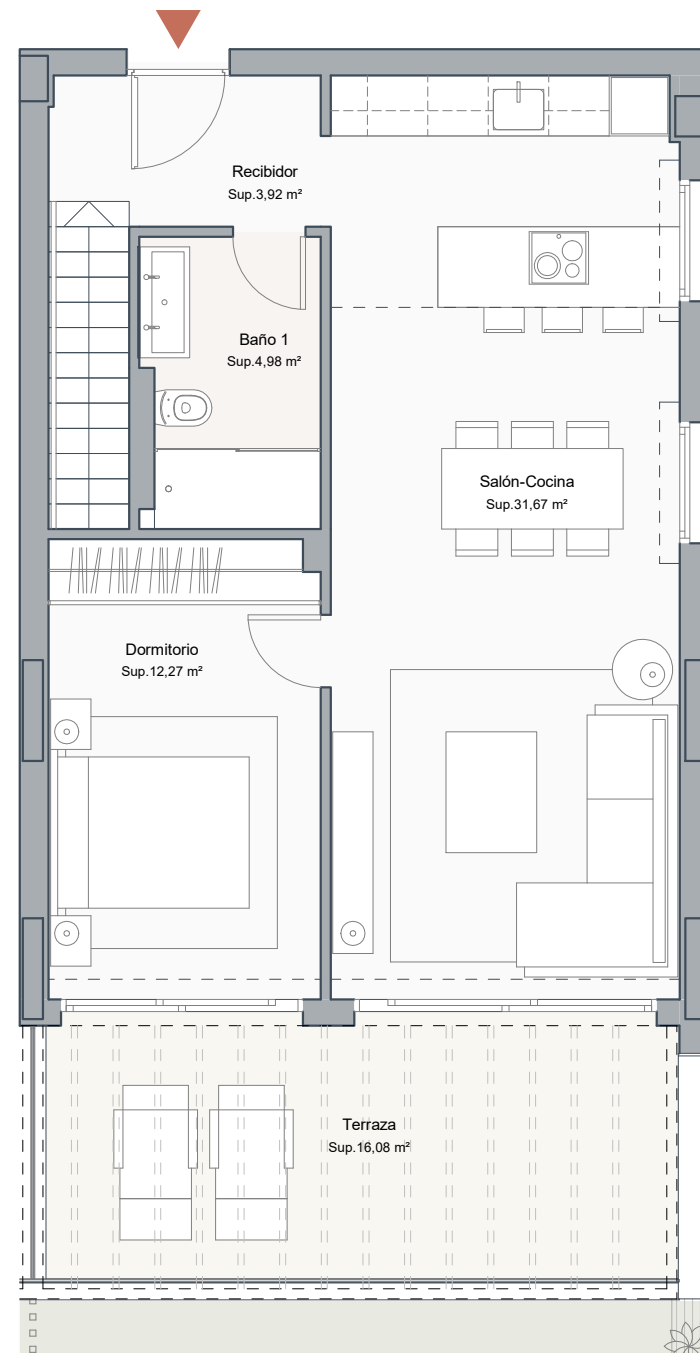 Recibidor
Sup.3,92 m²
Baño 1
Sup.4,98 m²
Salón-Cocina
Sup.31,67 m²
Dormitorio
Sup.12,27 m²
Terraza
Sup.16,08 m²